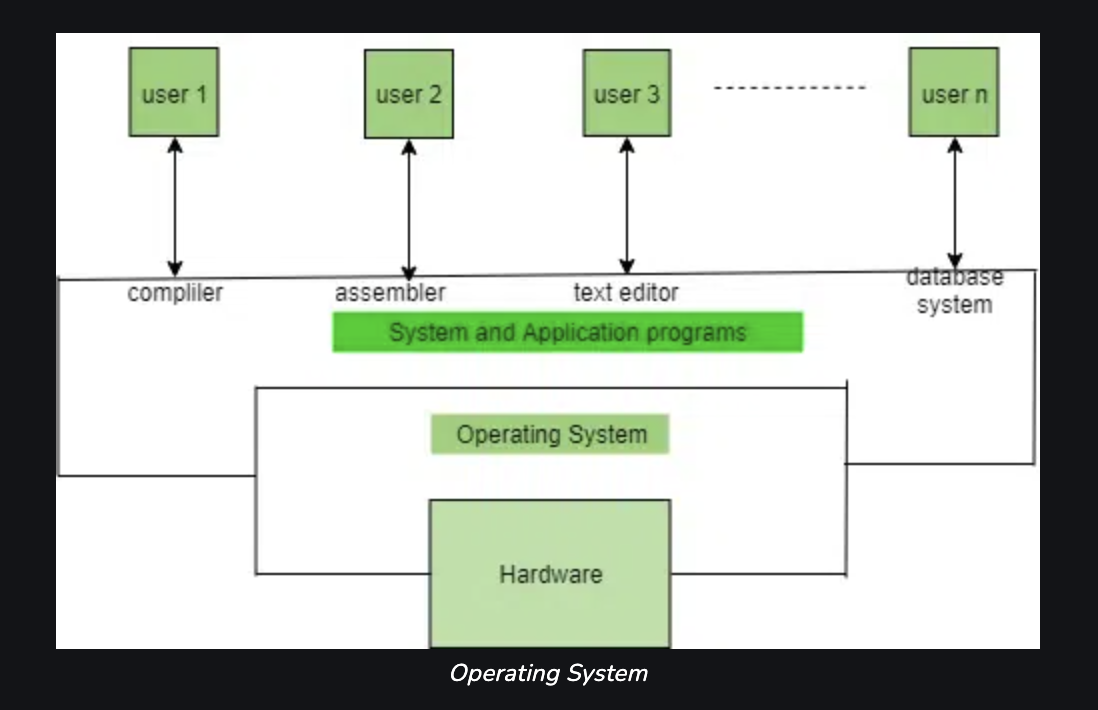 user 1
user 2
user 3
user n
compliler
assembler
text editor
database
system
System and Application programs
Operating System
Hardware
Operating System